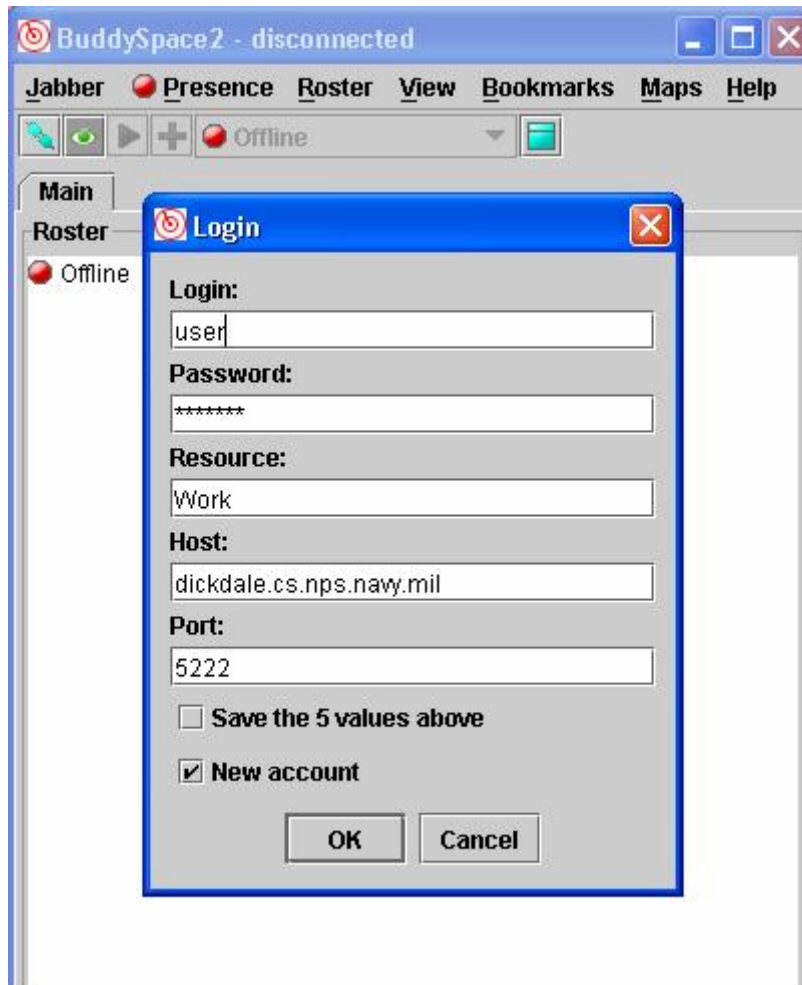 BuddySpace2 - disconnected
Jabber Presence Roster View Bookmarks Maps Help
Offline
Main
Roster
Offline
Login
Login:
user
Password:
*******
Resource:
Work
Host:
dickdale.cs.nps.navy.mil
Port:
5222
Save the 5 values above
New account
OK Cancel